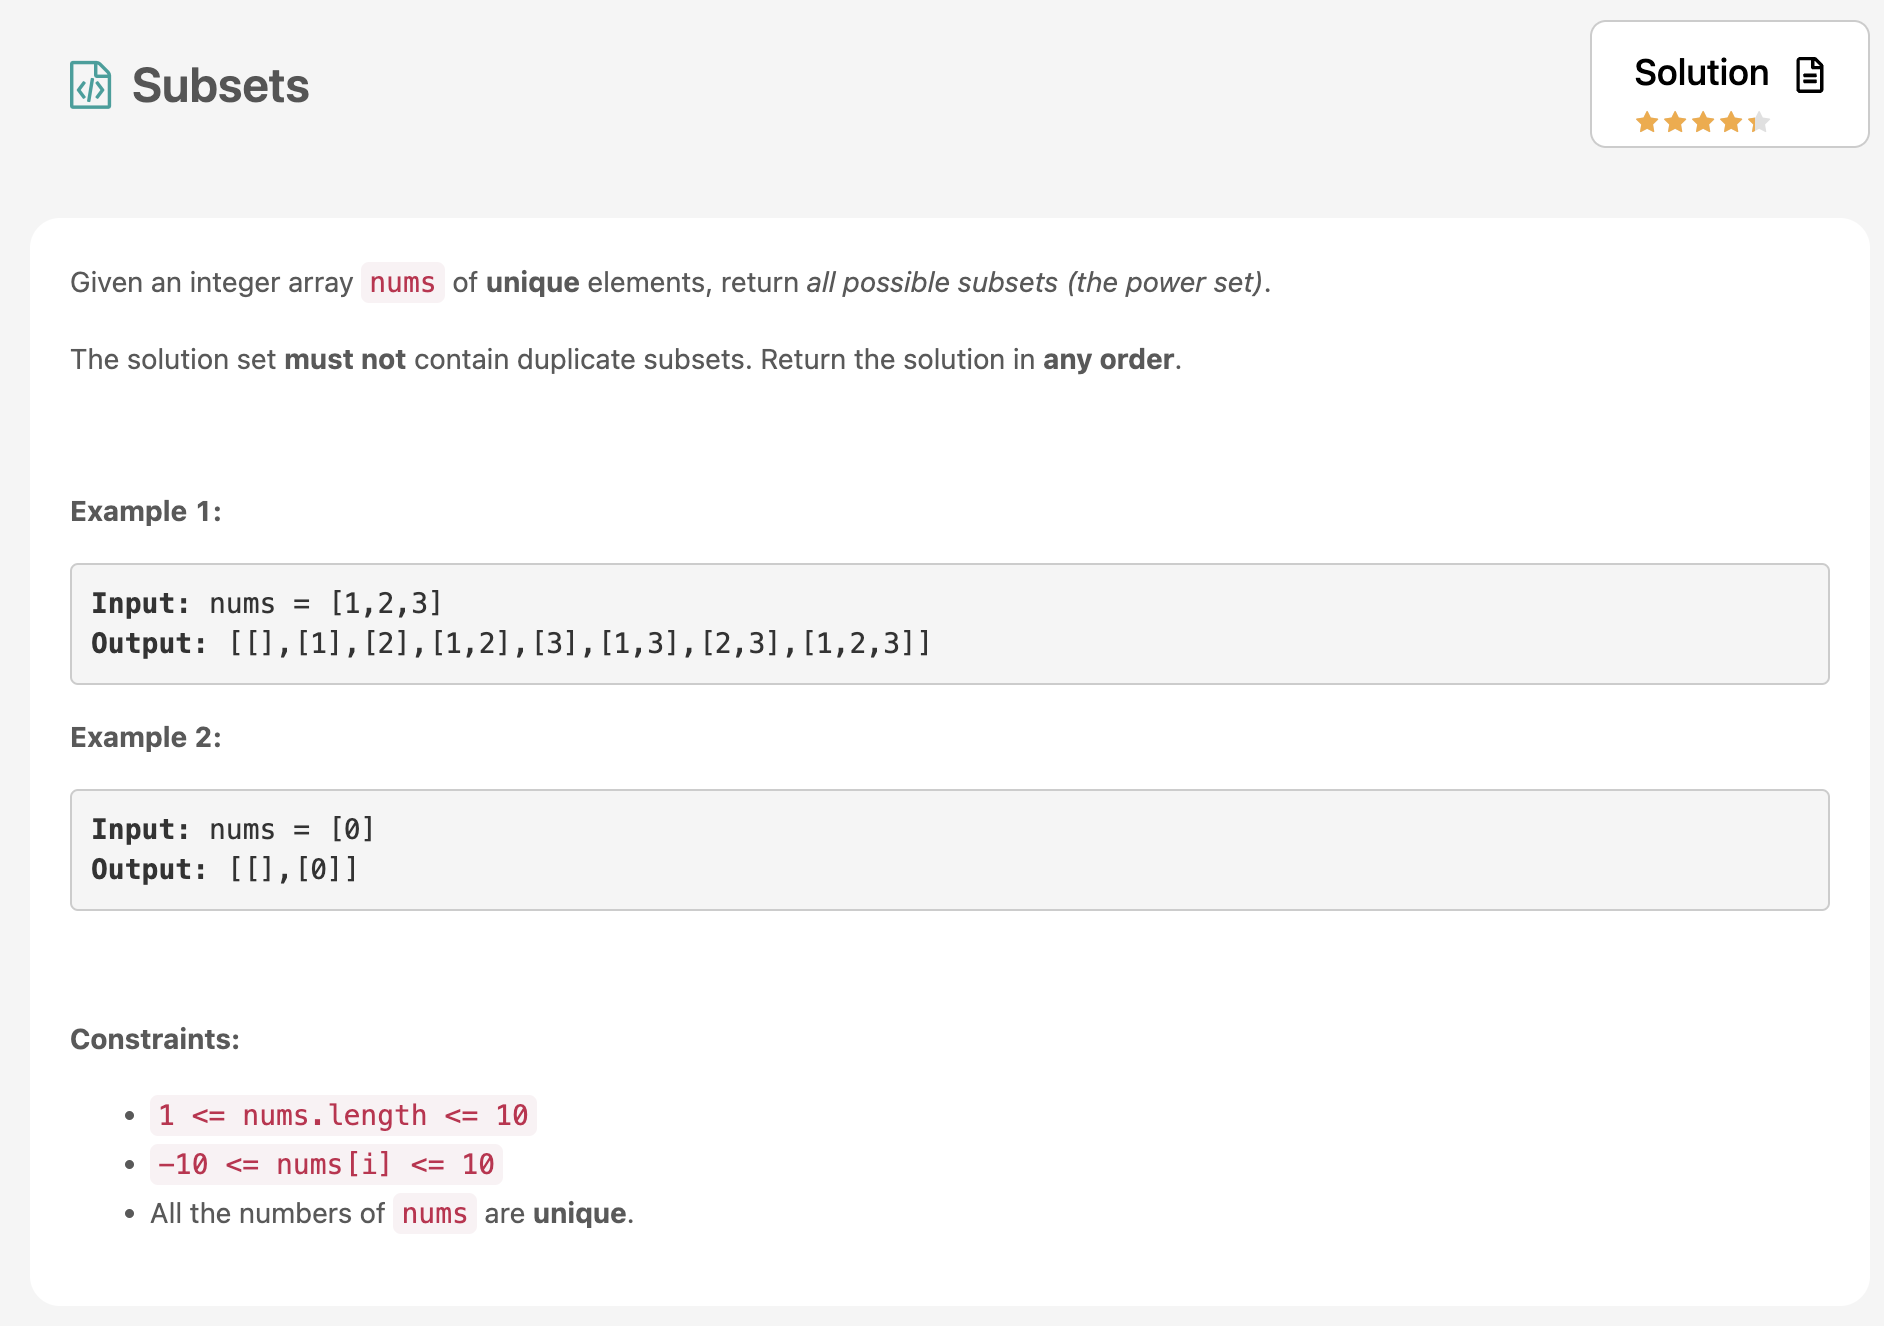 Subsets
Solution
Given an integer array nums of unique elements, return all possible subsets (the power set).
The solution set must not contain duplicate subsets. Return the solution in any order.
Example 1:
Input: nums = [1,2,3]
Output: [[],[1],[2],[1,2],[3],[1,3],[2,3],[1,2,3]]
Example 2:
Input: nums = [0]
Output: [[],[0]]
Constraints:
• 1 <= nums.length <= 10
• -10 <= nums[i] <= 10
• All the numbers of nums are unique.